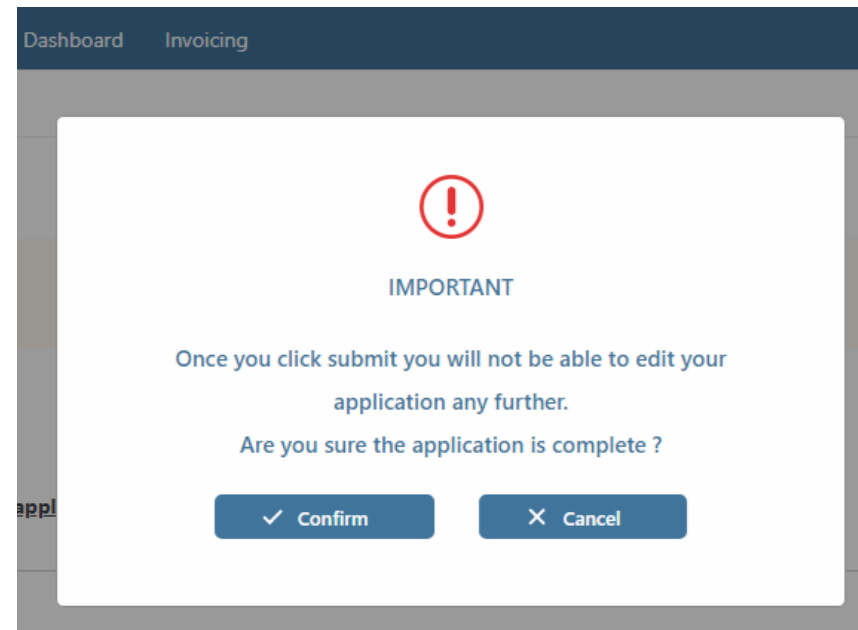 Dashboard Invoicing
IMPORTANT
Once you click submit you will not be able to edit your
application any further.
Are you sure the application is complete ?
appl
Confirm Cancel